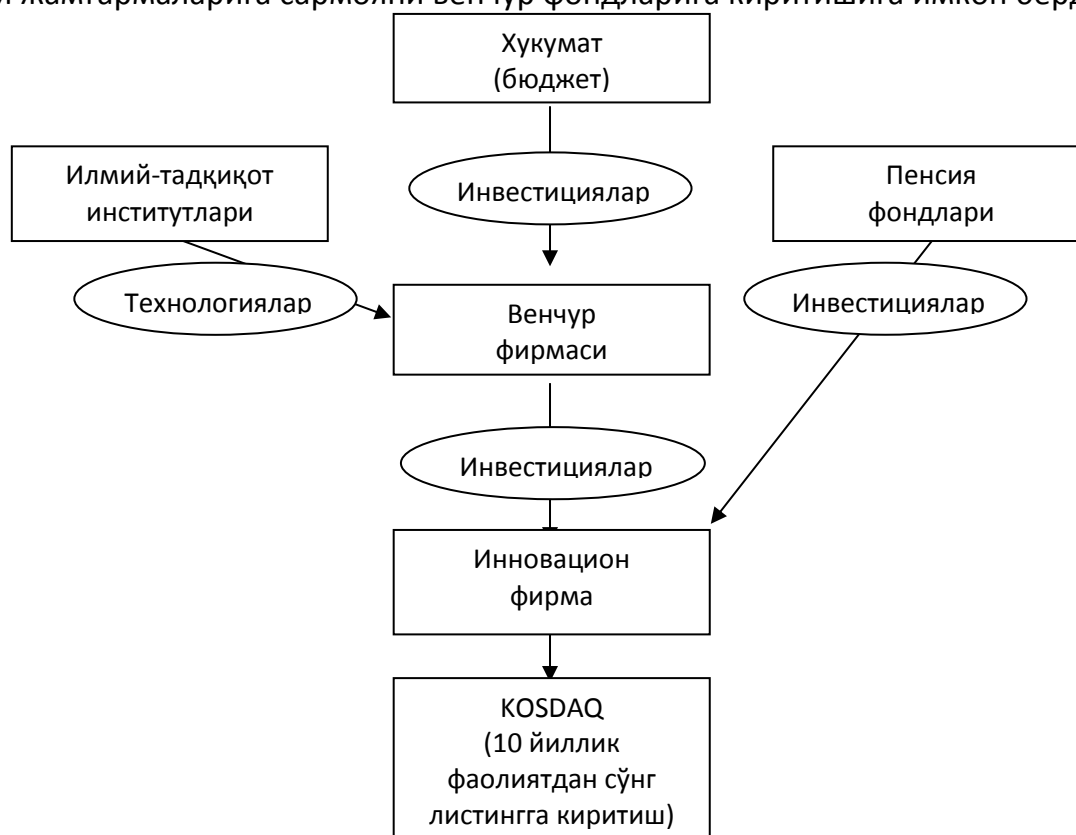 жамғармаларига сармояни венчур фондларига киритишига имкон
Хукумат
(бюджет)
Илмий-тадқиқот
институтлари
Инвестициялар
Пенсия
фондлари
Технологиялар
Венчур
фирмаси
Инвестициялар
Инвестициялар
Инновацион
фирма
KOSDAQ
(10 йиллик
фаолиятдан сўнг
листингга киритиш)